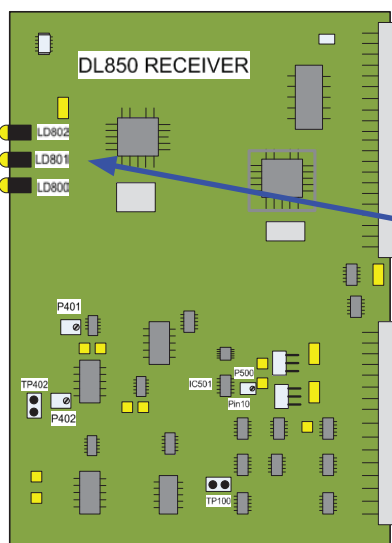 DL850 RECEIVER
LD802
LD801
LD800
P401
TP402
P402
P500
IC501
Pin10
TP100